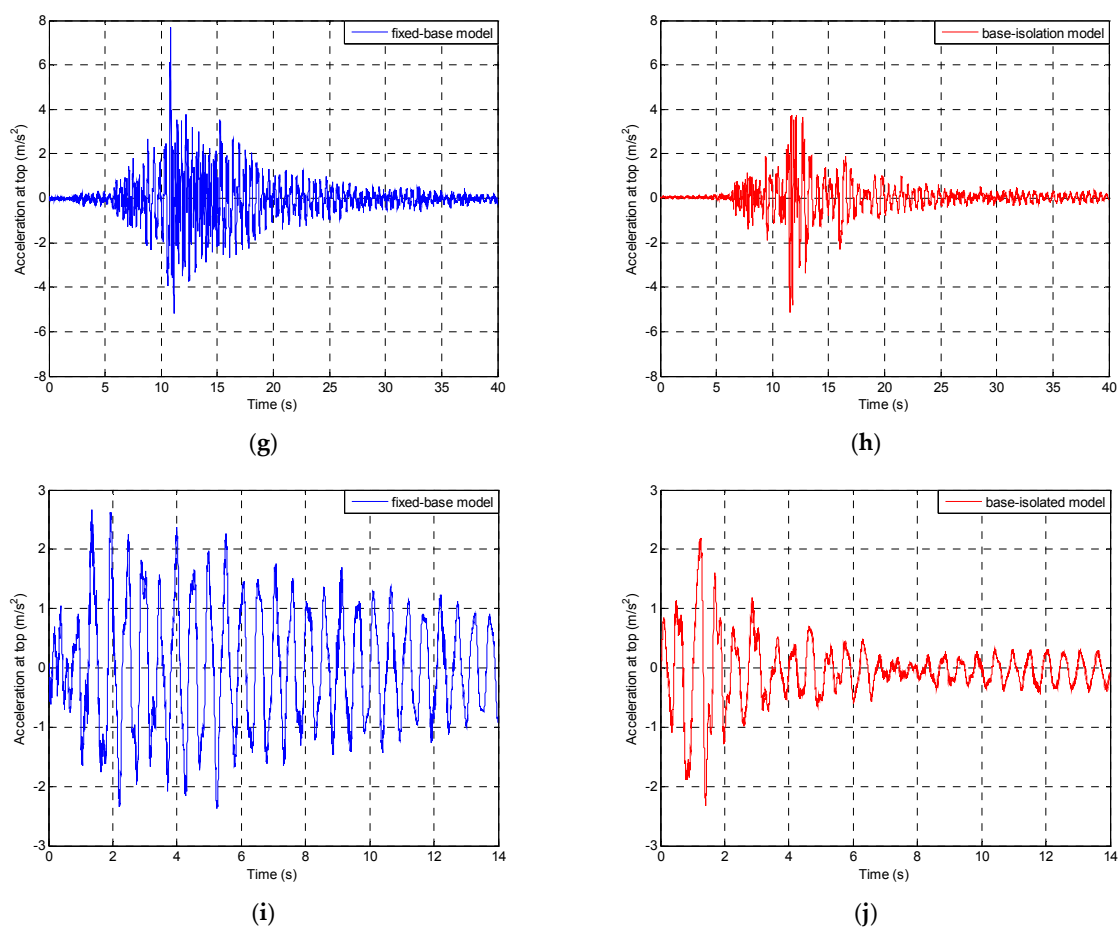 8
6
4
2
0
-2
-4
-6
-8
Acceleration at top (m/s²)
fixed-base model
0 5 10 15 20 25 30 35 40
Time (s)
(g)
8
6
4
2
0
-2
-4
-6
-8
Acceleration at top (m/s²)
base-isolation model
0 5 10 15 20 25 30 35 40
Time (s)
(h)
3
2
1
0
-1
-2
-3
Acceleration at top (m/s²)
fixed-base model
0 2 4 6 8 10 12 14
Time (s)
(i)
3
2
1
0
-1
-2
-3
Acceleration at top (m/s²)
base-isolated model
0 2 4 6 8 10 12 14
Time (s)
(j)